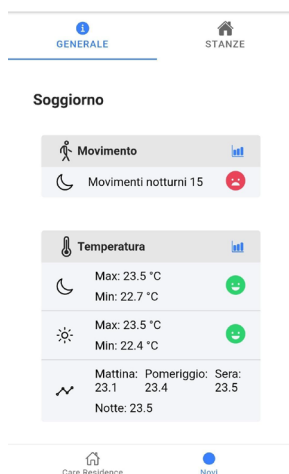 GENERALE
STANZE
Soggiorno
Movimento
Movimenti notturni 15
Temperatura
Max: 23.5 °C
Min: 22.7 °C
Max: 23.5 °C
Min: 22.4 °C
Mattina: Pomeriggio: Sera:
23.1 23.4 23.5
Notte: 23.5
Care Residence
Novi